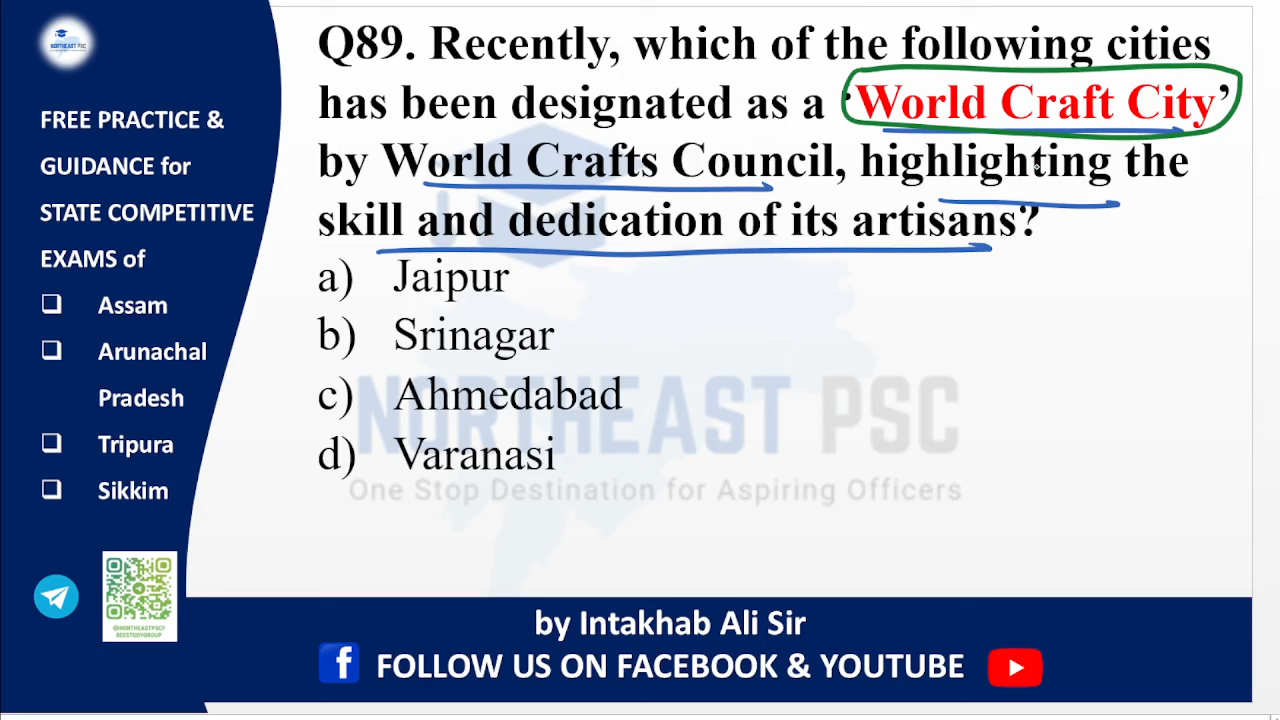 NORTHEAST PSC
FREE PRACTICE &
GUIDANCE for
STATE COMPETITIVE
EXAMS of
❑ Assam
❑ Arunachal
Pradesh
❑ Tripura
❑ Sikkim
@NORTHEASTPSCF
REESTUDYGROUP
Q89. Recently, which of the following cities
has been designated as a ‘World Craft City’
by World Crafts Council, highlighting the
skill and dedication of its artisans?
a) Jaipur
b) Srinagar
c) Ahmedabad
d) Varanasi
NORTHEAST PSC
One Stop Destination for Aspiring Officers
by Intakhab Ali Sir
f FOLLOW US ON FACEBOOK & YOUTUBE